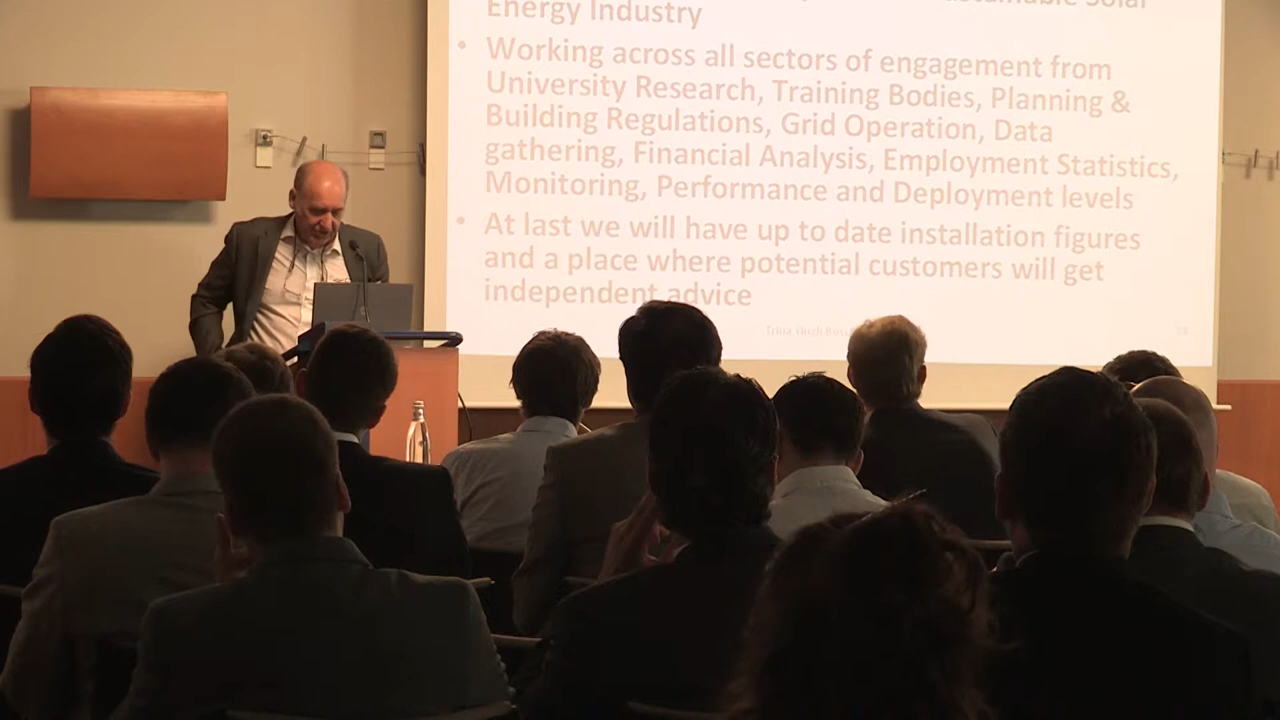 Solar
Energy Industry
• Working across all sectors of engagement from
University Research, Training Bodies, Planning &
Building Regulations, Grid Operation, Data
gathering, Financial Analysis, Employment Statistics,
Monitoring, Performance and Deployment levels
• At last we will have up to date installation figures
and a place where potential customers will get
independent advice